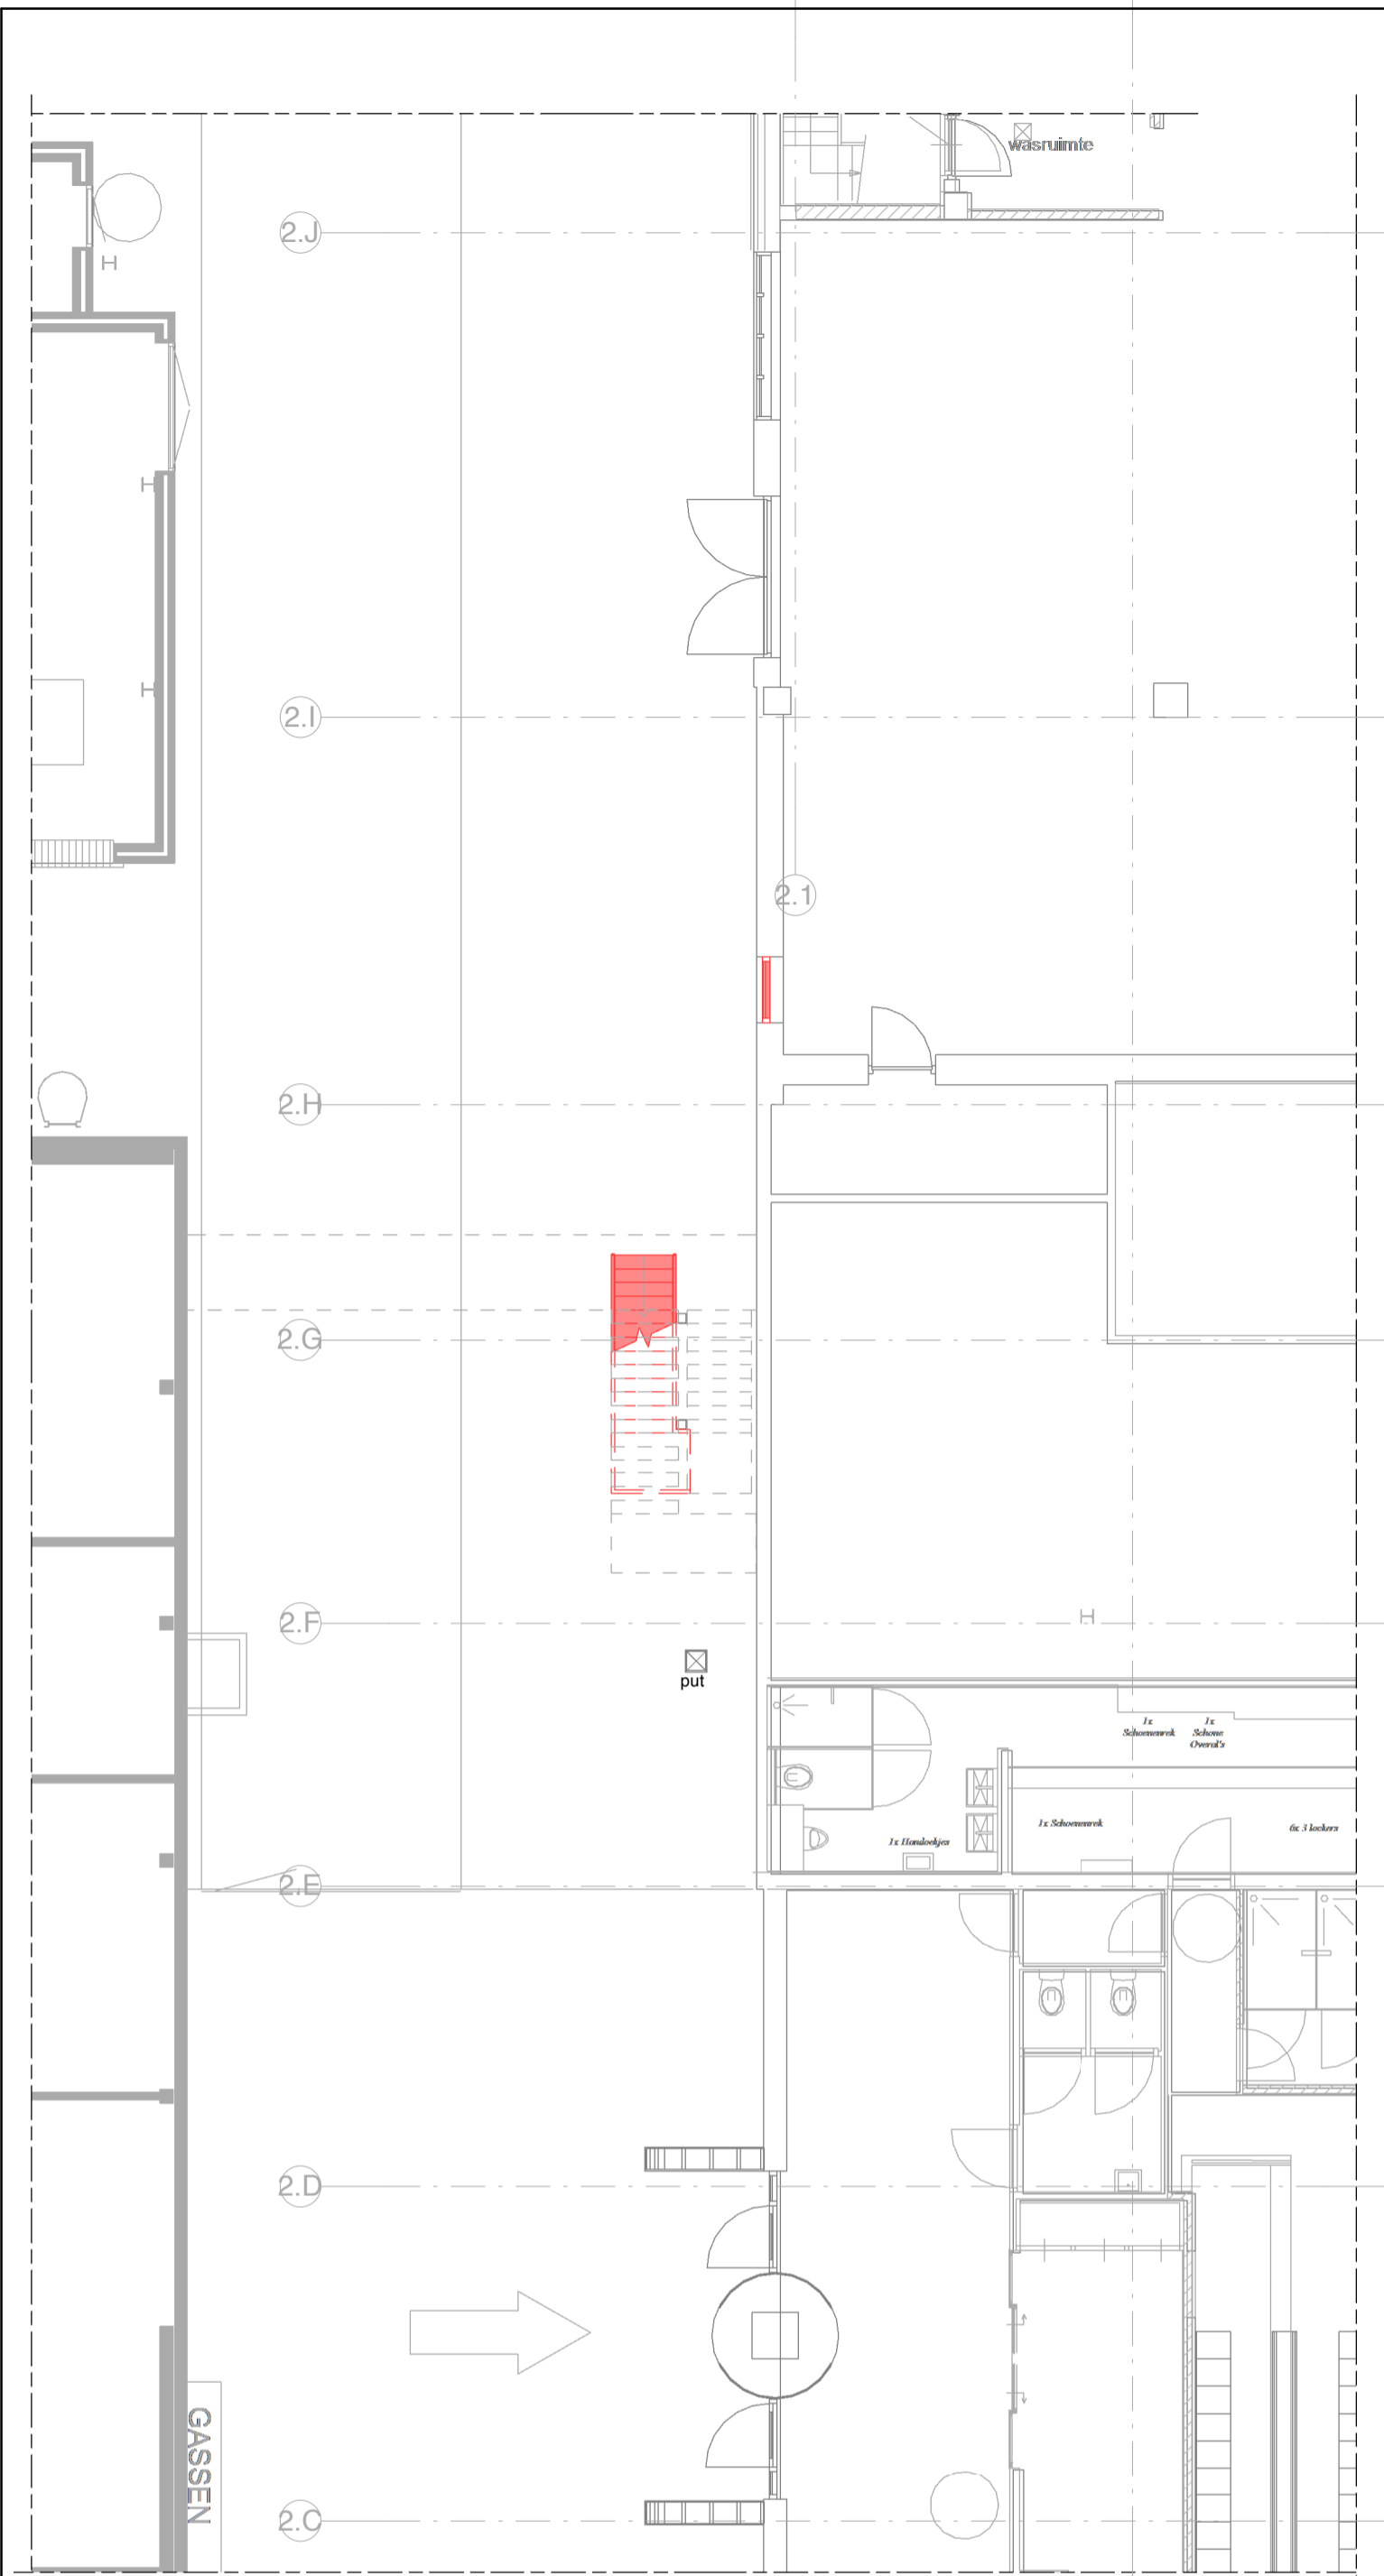 wasruimte
2.J
H
H
2.I
H
2.1
2.H
2.G
2.F
H
put
1x
Schoenenrek
1x
Schone
Overal's
1x Schoenenrek
6x 3 lockers
1x Handoekjes
2.E
2.D
GASSEN
2.C